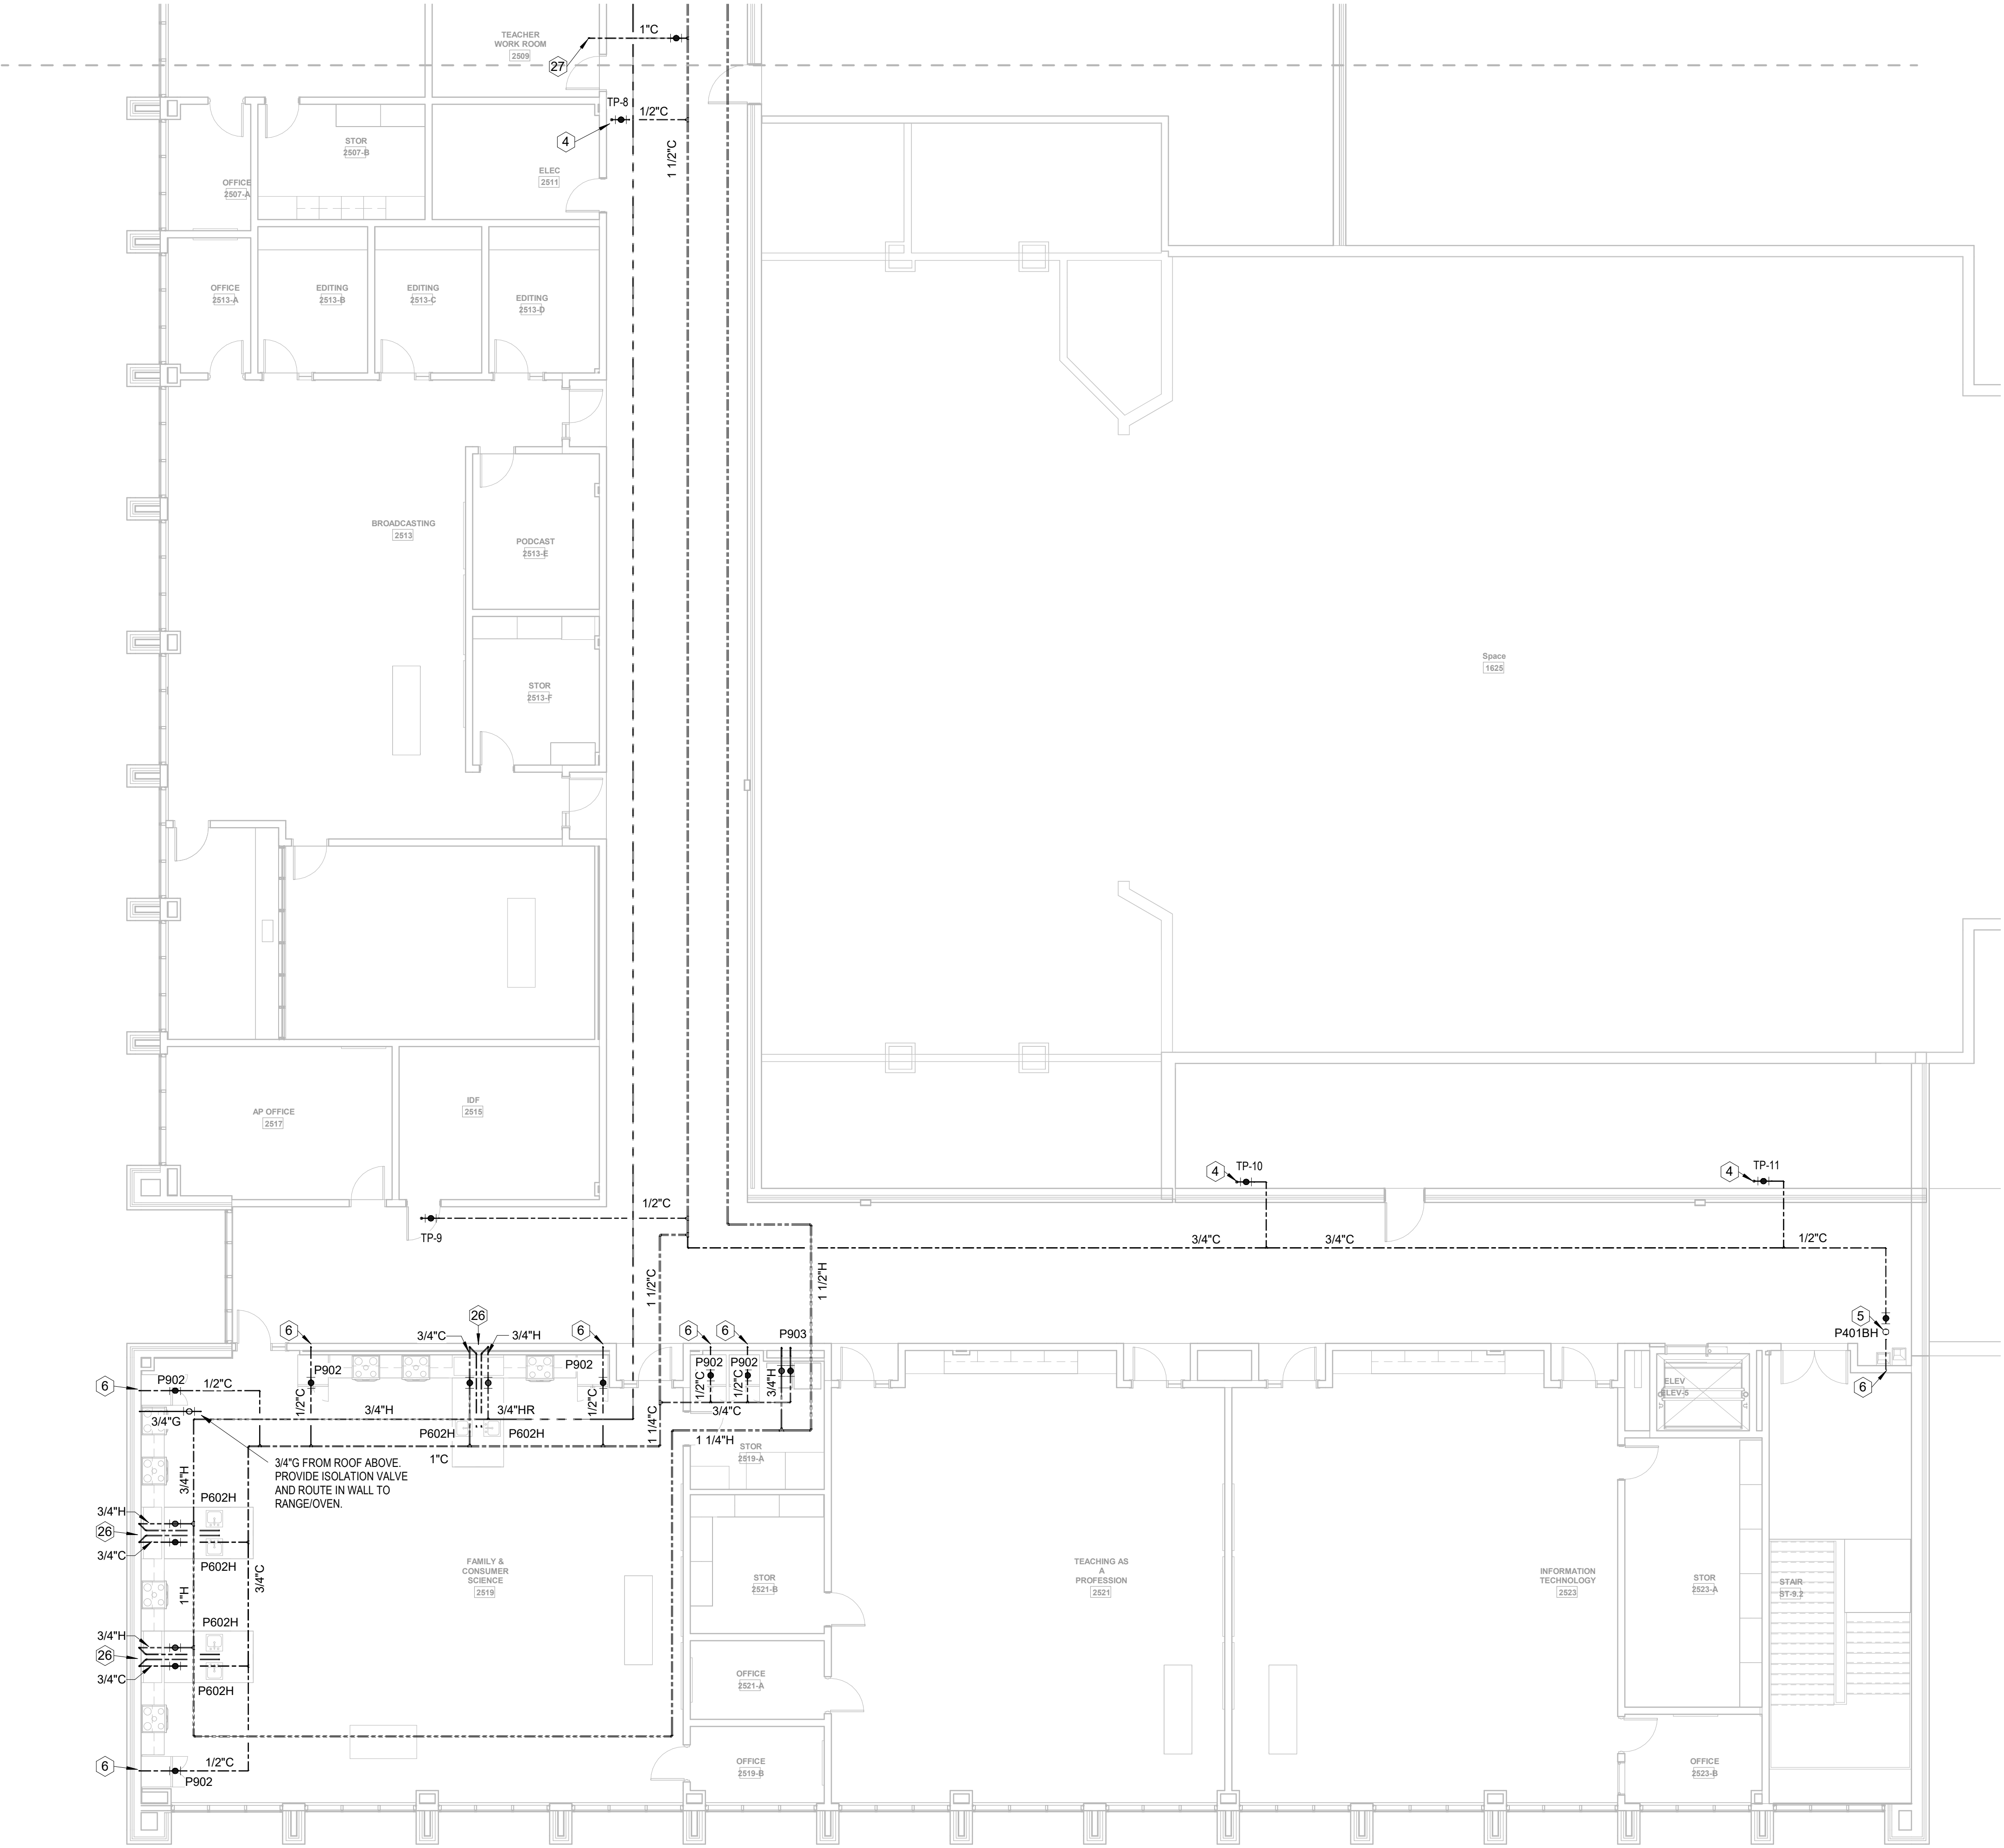 1"C
TEACHER
WORK ROOM
2509
27
TP-8
1/2"C
4
1 1/2"C
STOR
2507-B
ELEC
2511
OFFICE
2507-A
OFFICE
2513-A
EDITING
2513-B
EDITING
2513-C
EDITING
2513-D
BROADCASTING
2513
PODCAST
2513-E
Space
1625
STOR
2513-F
AP OFFICE
2517
IDF
2515
4
TP-10
4
TP-11
1/2"C
TP-9
3/4"C
3/4"C
1/2"C
1 1/2"C
1 1/2"H
5
P401BH
6
6
26
3/4"C
3/4"H
6
6
6
P903
P902
P902
P902
P902
ELEV
ELEV-5
6
P902
1/2"C
1/2"C
1/2"C
1/2"C
1/2"C
3/4"H
3/4"G
3/4"H
3/4"HR
3/4"C
1 1/4"C
P602H
P602H
1 1/4"H
1"C
STOR
2519-A
3/4"G FROM ROOF ABOVE.
PROVIDE ISOLATION VALVE
AND ROUTE IN WALL TO
RANGE/OVEN.
3/4"H
P602H
3/4"H
26
3/4"C
P602H
3/4"C
1"H
FAMILY &
CONSUMER
SCIENCE
2519
STOR
2521-B
TEACHING AS
A
PROFESSION
2521
INFORMATION
TECHNOLOGY
2523
STOR
2523-A
STAIR
ST-9.2
P602H
3/4"H
26
3/4"C
P602H
OFFICE
2521-A
OFFICE
2519-B
OFFICE
2523-B
6
1/2"C
P902